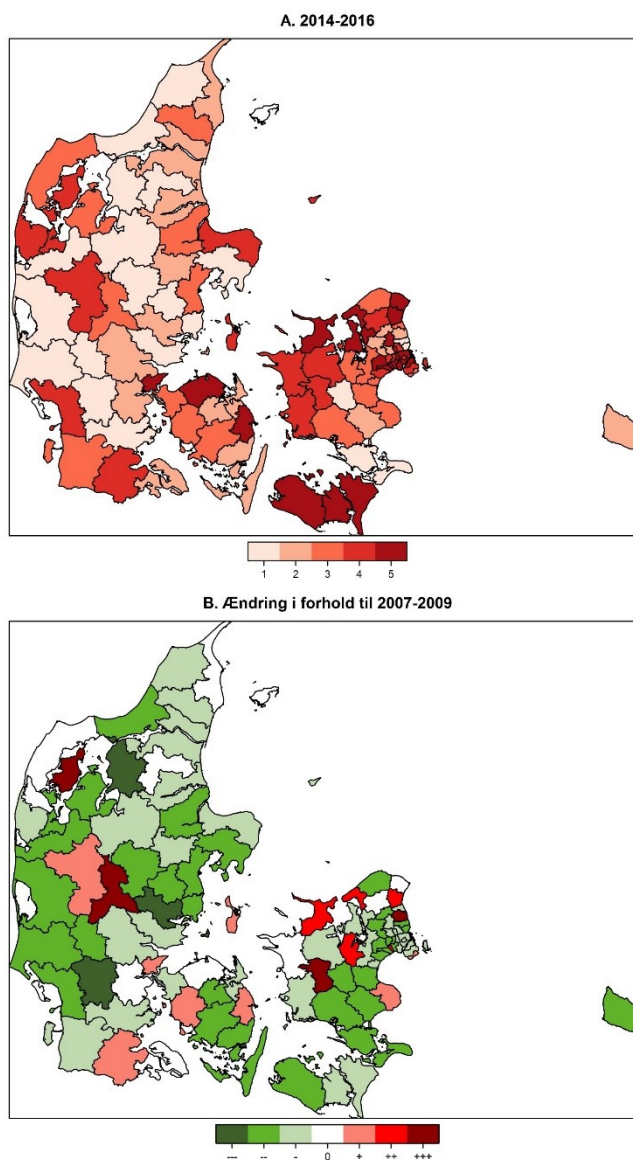 A. 2014-2016
1 2 3 4 5
B. Ændring i forhold til 2007-2009
--- -- - 0 + ++ +++